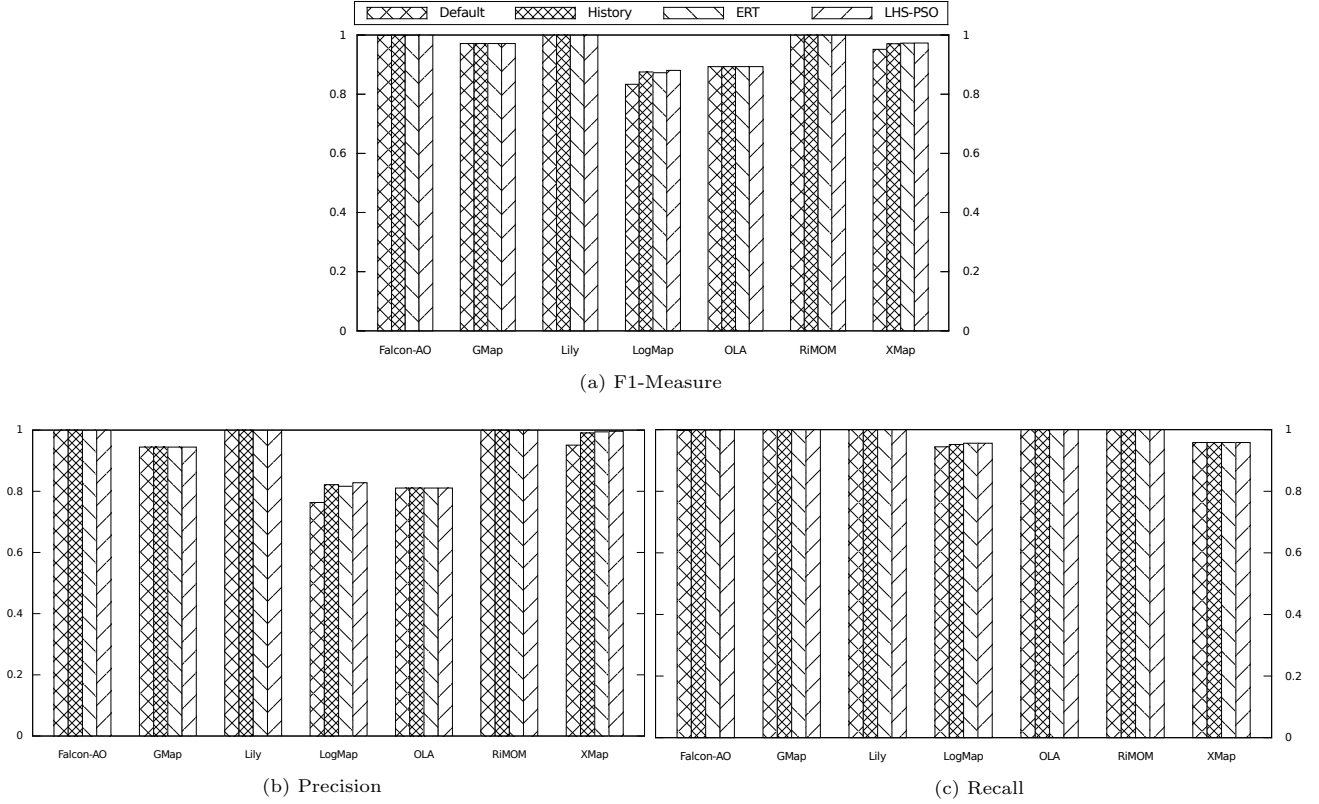 Default History ERT LHS-PSO
1 1
0.8 0.8
0.6 0.6
0.4 0.4
0.2 0.2
0 0
Falcon-AO GMap Lily LogMap OLA RiMOM XMap
(a) F1-Measure
1 1
0.8 0.8
0.6 0.6
0.4 0.4
0.2 0.2
0 0
Falcon-AO GMap Lily LogMap OLA RiMOM XMap Falcon-AO GMap Lily LogMap OLA RiMOM XMap
(b) Precision (c) Recall